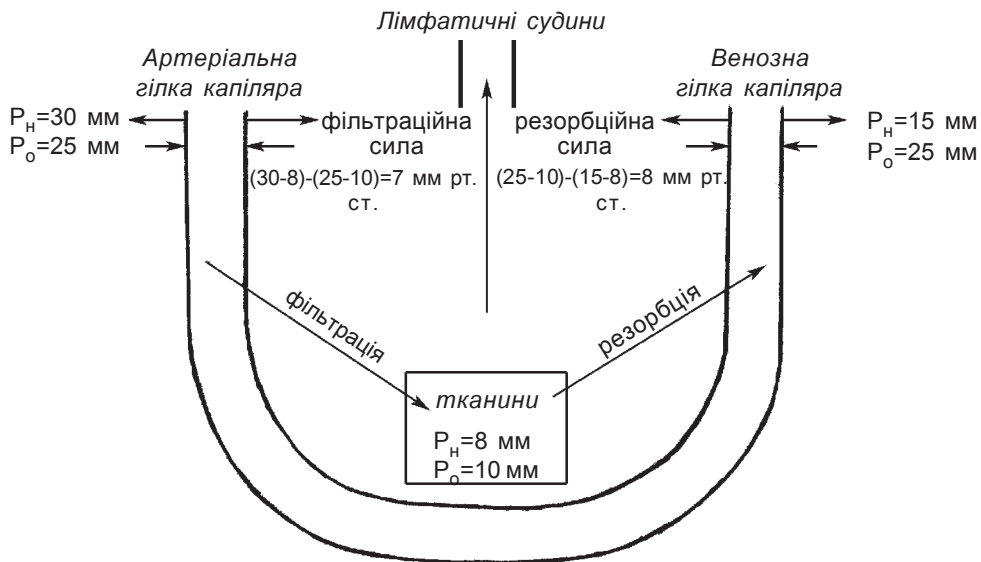 Лімфатичні судини
Артеріальна
гілка капіляра
Венозна
гілка капіляра
Pн=30 мм
Pо=25 мм
фільтраційна
сила
(30-8)-(25-10)=7 мм рт.
ст.
резорбційна
сила
(25-10)-(15-8)=8 мм рт.
ст.
Pн=15 мм
Pо=25 мм
фільтрація
резорбція
тканини
Pн=8 мм
Pо=10 мм